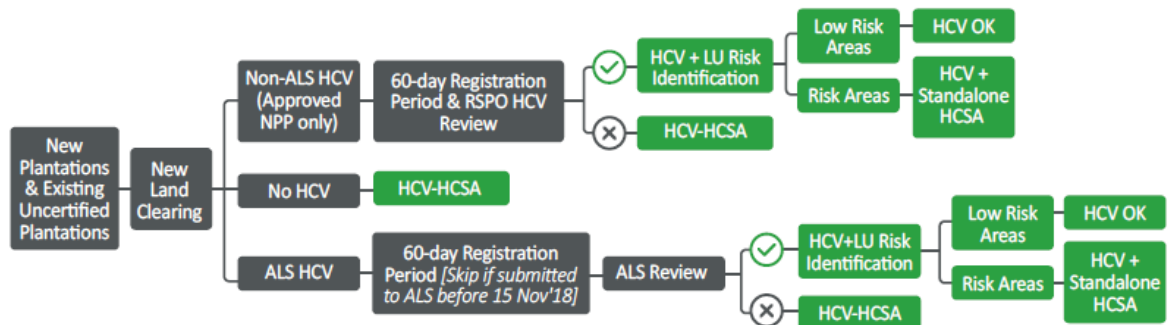 New
Plantations
& Existing
Uncertified
Plantations
New
Land
Clearing
Non-ALS HCV
(Approved
NPP only)
60-day Registration
Period & RSPO HCV
Review
HCV + LU Risk
Identification
Low Risk
Areas
HCV OK
Risk Areas
HCV +
Standalone
HCSA
HCV-HCSA
No HCV
HCV-HCSA
ALS HCV
60-day Registration
Period [Skip if submitted
to ALS before 15 Nov'18]
ALS Review
HCV+LU Risk
Identification
Low Risk
Areas
HCV OK
Risk Areas
HCV +
Standalone
HCSA
HCV-HCSA